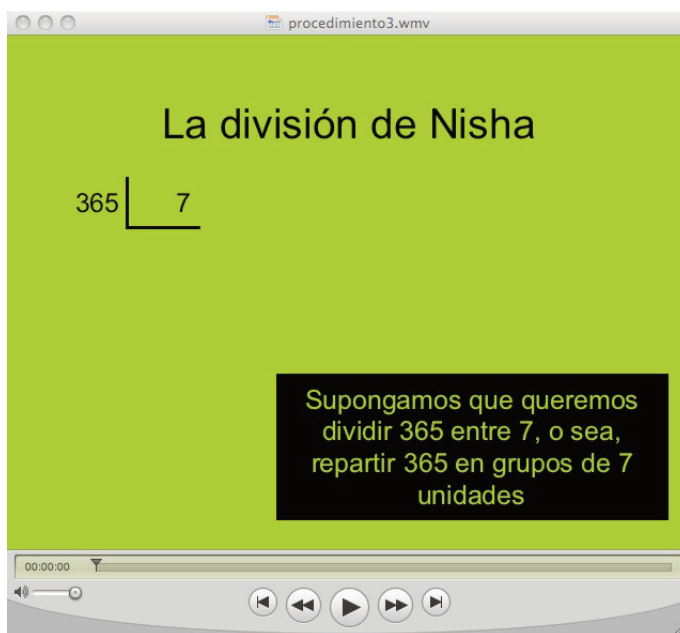 procedimiento3.wmv
La división de Nisha
365 7
Supongamos que queremos
dividir 365 entre 7, o sea,
repartir 365 en grupos de 7
unidades
00:00:00